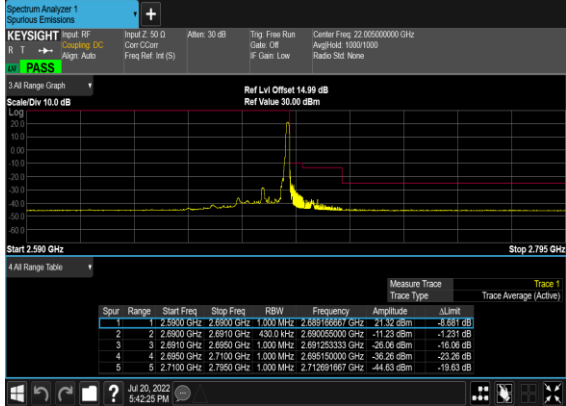 Spectrum Analyzer 1
Spurious Emissions
+
KEYSIGHT Input: RF Input Z: 50 Ω Atten: 30 dB Trig: Free Run Center Freq: 22.005000000 GHz
R T Coupling: DC Corr CCorr Gate: Off Avg|Hold: 1000/1000
Align: Auto Freq Ref: Int (S) IF Gain: Low Radio Std: None
PASS
3 All Range Graph
Ref Lvl Offset 14.99 dB
Scale/Div 10.0 dB Ref Value 30.00 dBm
Log
20.0
10.0
0.00
-10.0
-20.0
-30.0
-40.0
-50.0
-60.0
Start 2.590 GHz Stop 2.795 GHz
4 All Range Table
Measure Trace Trace 1
Trace Type Trace Average (Active)
Spur Range Start Freq Stop Freq RBW Frequency Amplitude ΔLimit
1 1 2.5900 GHz 2.6900 GHz 1.000 MHz 2.689166667 GHz 21.32 dBm -8.681 dB
2 2 2.6900 GHz 2.6910 GHz 430.0 kHz 2.690055000 GHz -11.23 dBm -1.231 dB
3 3 2.6910 GHz 2.6950 GHz 1.000 MHz 2.691253333 GHz -26.06 dBm -16.06 dB
4 4 2.6950 GHz 2.7100 GHz 1.000 MHz 2.695150000 GHz -36.26 dBm -23.26 dB
5 5 2.7100 GHz 2.7950 GHz 1.000 MHz 2.712691667 GHz -44.63 dBm -19.63 dB
? Jul 20, 2022
5:42:25 PM